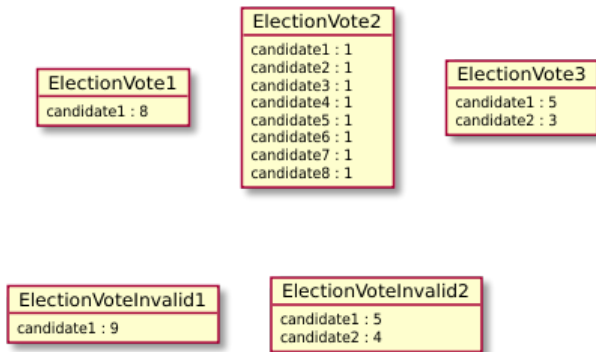 ElectionVote1
candidate1 : 8
ElectionVote2
candidate1 : 1
candidate2 : 1
candidate3 : 1
candidate4 : 1
candidate5 : 1
candidate6 : 1
candidate7 : 1
candidate8 : 1
ElectionVote3
candidate1 : 5
candidate2 : 3
ElectionVoteInvalid1
candidate1 : 9
ElectionVoteInvalid2
candidate1 : 5
candidate2 : 4